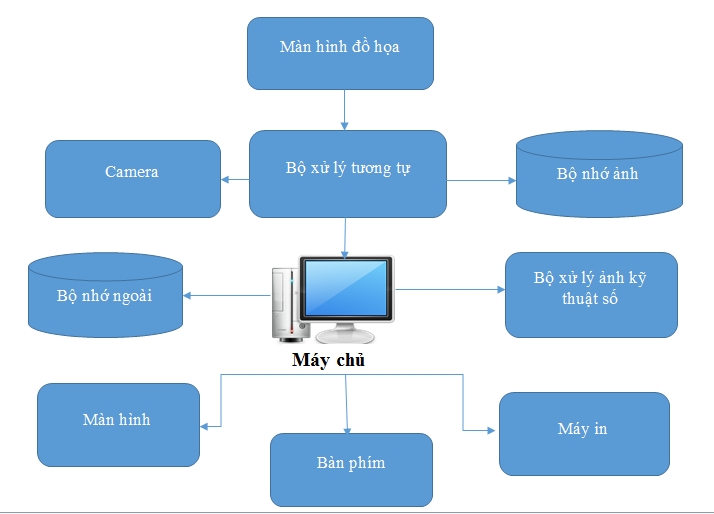 Màn hình đồ họa
Camera
Bộ xử lý tương tự
Bộ nhớ ảnh
Bộ nhớ ngoài
Bộ xử lý ảnh kỹ
thuật số
Máy chủ
Màn hình
Bàn phím
Máy in